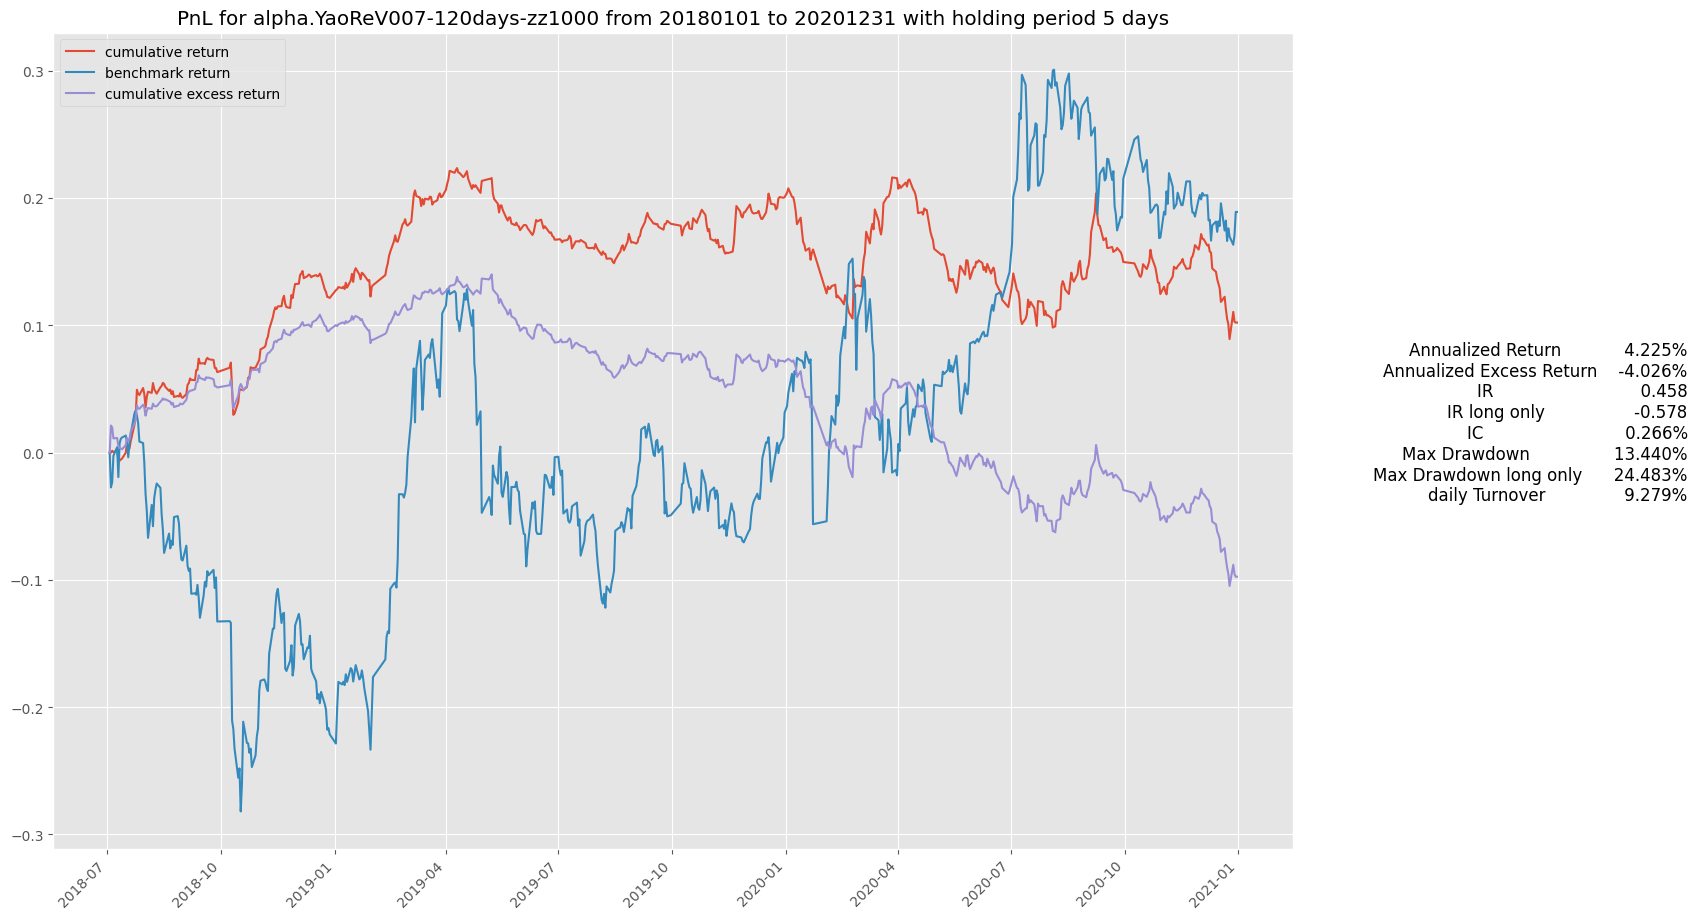 PnL for alpha.YaoReV007-120days-zz1000 from 20180101 to 20201231 with holding period 5 days
cumulative return
benchmark return
cumulative excess return
0.3
0.2
0.1
0.0
−0.1
−0.2
−0.3
2018-07
2018-10
2019-01
2019-04
2019-07
2019-10
2020-01
2020-04
2020-07
2020-10
2021-01
Annualized Return 4.225%
Annualized Excess Return -4.026%
IR 0.458
IR long only -0.578
IC 0.266%
Max Drawdown 13.440%
Max Drawdown long only 24.483%
daily Turnover 9.279%